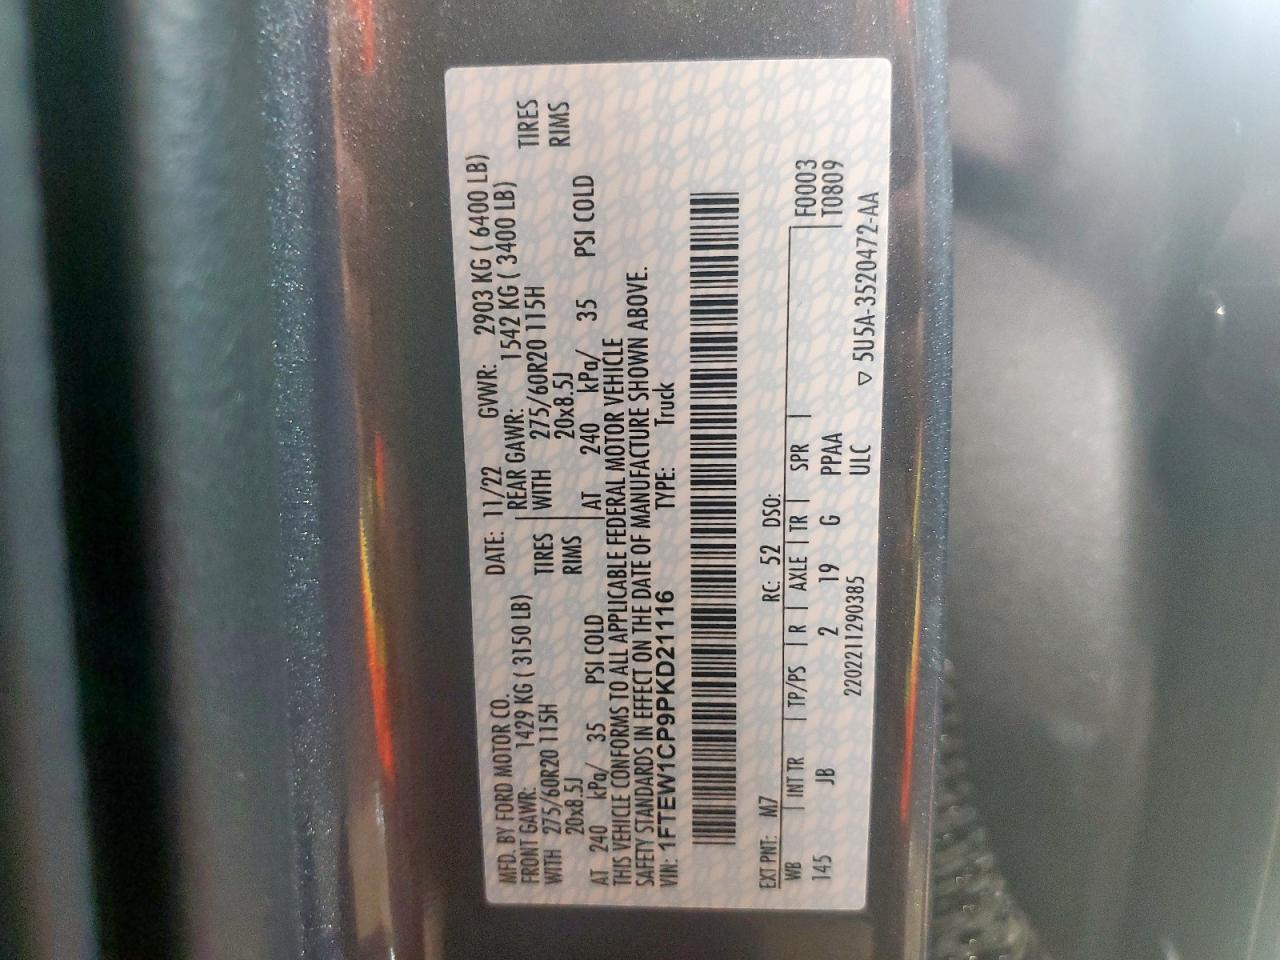 MFD. BY FORD MOTOR CO. DATE: 11/22 GVWR: 2903 KG ( 6400 LB)
FRONT GAWR: 1429 KG ( 3150 LB) REAR GAWR: 1542 KG ( 3400 LB)
WITH 275/60R20 115H TIRES WITH 275/60R20 115H TIRES
20x8.5J RIMS 20x8.5J RIMS
AT 240 kPa/ 35 PSI COLD AT 240 kPa/ 35 PSI COLD
THIS VEHICLE CONFORMS TO ALL APPLICABLE FEDERAL MOTOR VEHICLE
SAFETY STANDARDS IN EFFECT ON THE DATE OF MANUFACTURE SHOWN ABOVE.
VIN: 1FTEW1CP9PKD21116 TYPE: Truck
EXT PNT: M7 RC: 52 DSO:
WB INT TR TP/PS R AXLE TR SPR F0003
145 JB 2 19 G PPAA T0809
2202211290385 ULC ▽ 5U5A-3520472-AA